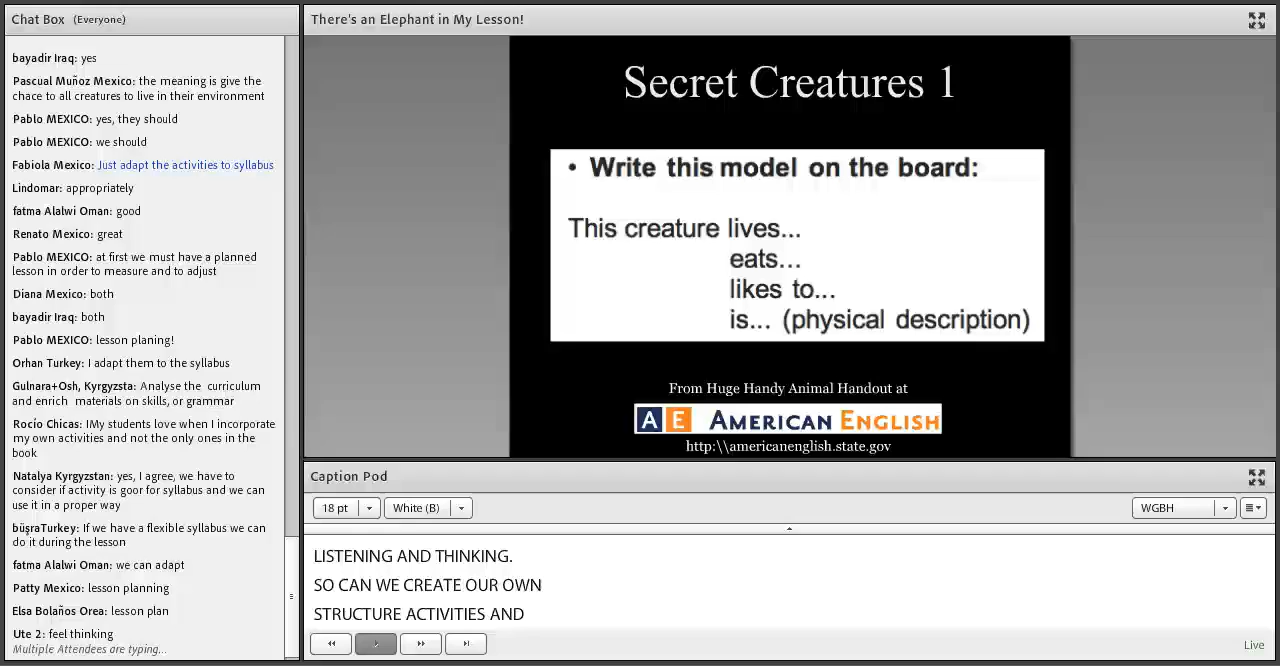 Chat Box (Everyone)
bayadir Iraq: yes
Pascual Muñoz Mexico: the meaning is give the
chace to all creatures to live in their environment
Pablo MEXICO: yes, they should
Pablo MEXICO: we should
Fabiola Mexico: Just adapt the activities to syllabus
Lindomar: appropriately
fatma Alalwi Oman: good
Renato Mexico: great
Pablo MEXICO: at first we must have a planned
lesson in order to measure and to adjust
Diana Mexico: both
bayadir Iraq: both
Pablo MEXICO: lesson planing!
Orhan Turkey: I adapt them to the syllabus
Gulnara+Osh, Kyrgyzsta: Analyse the curriculum
and enrich materials on skills, or grammar
Rocío Chicas: IMy students love when I incorporate
my own activities and not the only ones in the
book
Natalya Kyrgyzstan: yes, I agree, we have to
consider if activity is goor for syllabus and we can
use it in a proper way
büşraTurkey: If we have a flexible syllabus we can
do it during the lesson
fatma Alalwi Oman: we can adapt
Patty Mexico: lesson planning
Elsa Bolaños Orea: lesson plan
Ute 2: feel thinking
Multiple Attendees are typing...
There's an Elephant in My Lesson!
Secret Creatures 1
• Write this model on the board:
This creature lives...
eats...
likes to...
is... (physical description)
From Huge Handy Animal Handout at
AE AMERICAN ENGLISH
http:\\americanenglish.state.gov
Caption Pod
18 pt White (B) WGBH
LISTENING AND THINKING.
SO CAN WE CREATE OUR OWN
STRUCTURE ACTIVITIES AND
Live